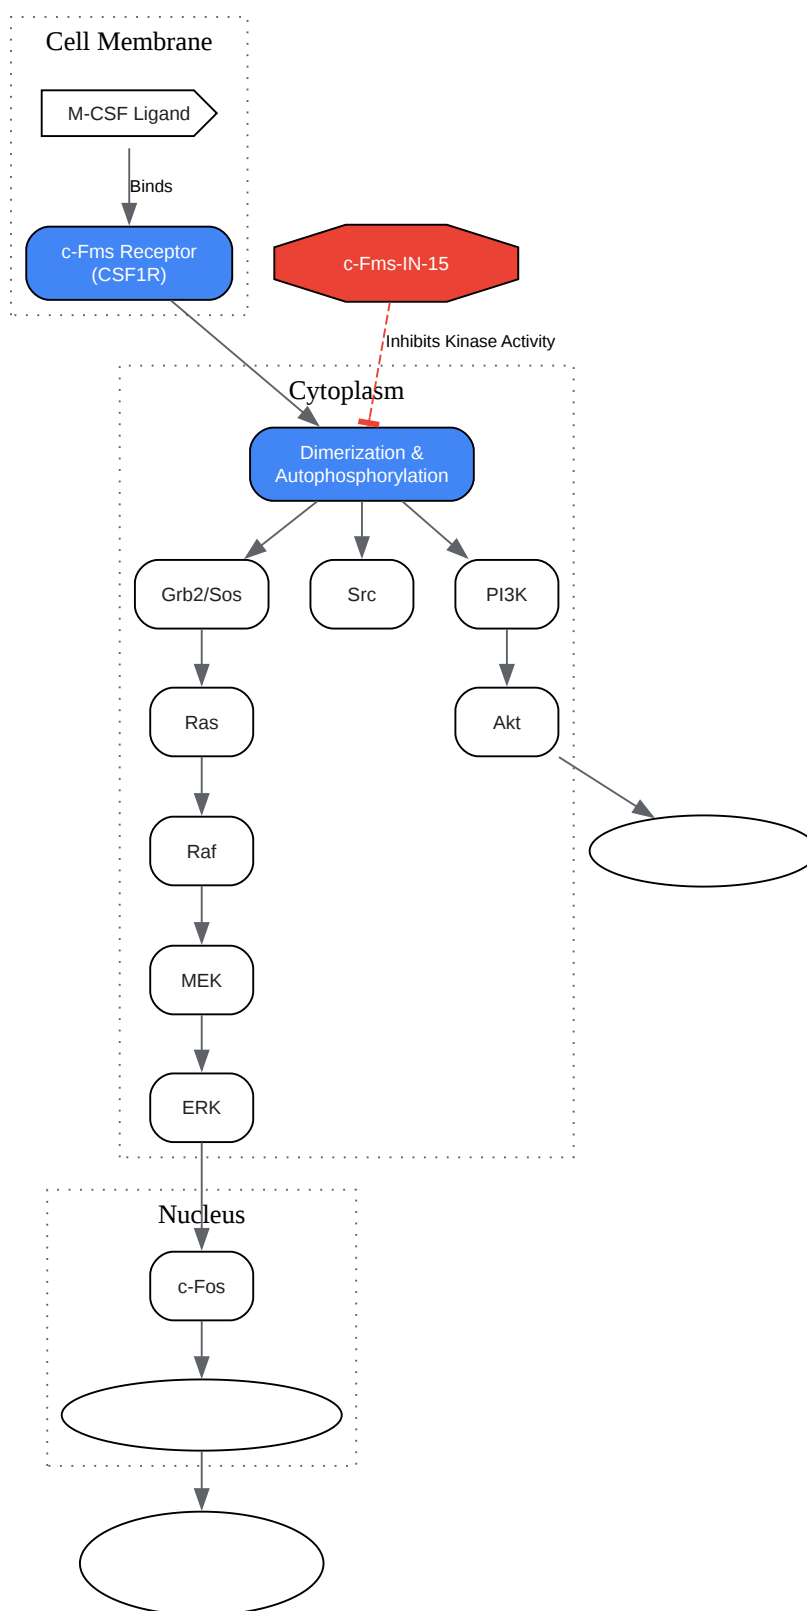 Cell Membrane
M-CSF Ligand
Binds
c-Fms Receptor
(CSF1R)
c-Fms-IN-15
Inhibits Kinase Activity
Cytoplasm
Dimerization &
Autophosphorylation
Grb2/Sos
Src
PI3K
Ras
Akt
Raf
MEK
ERK
Nucleus
c-Fos